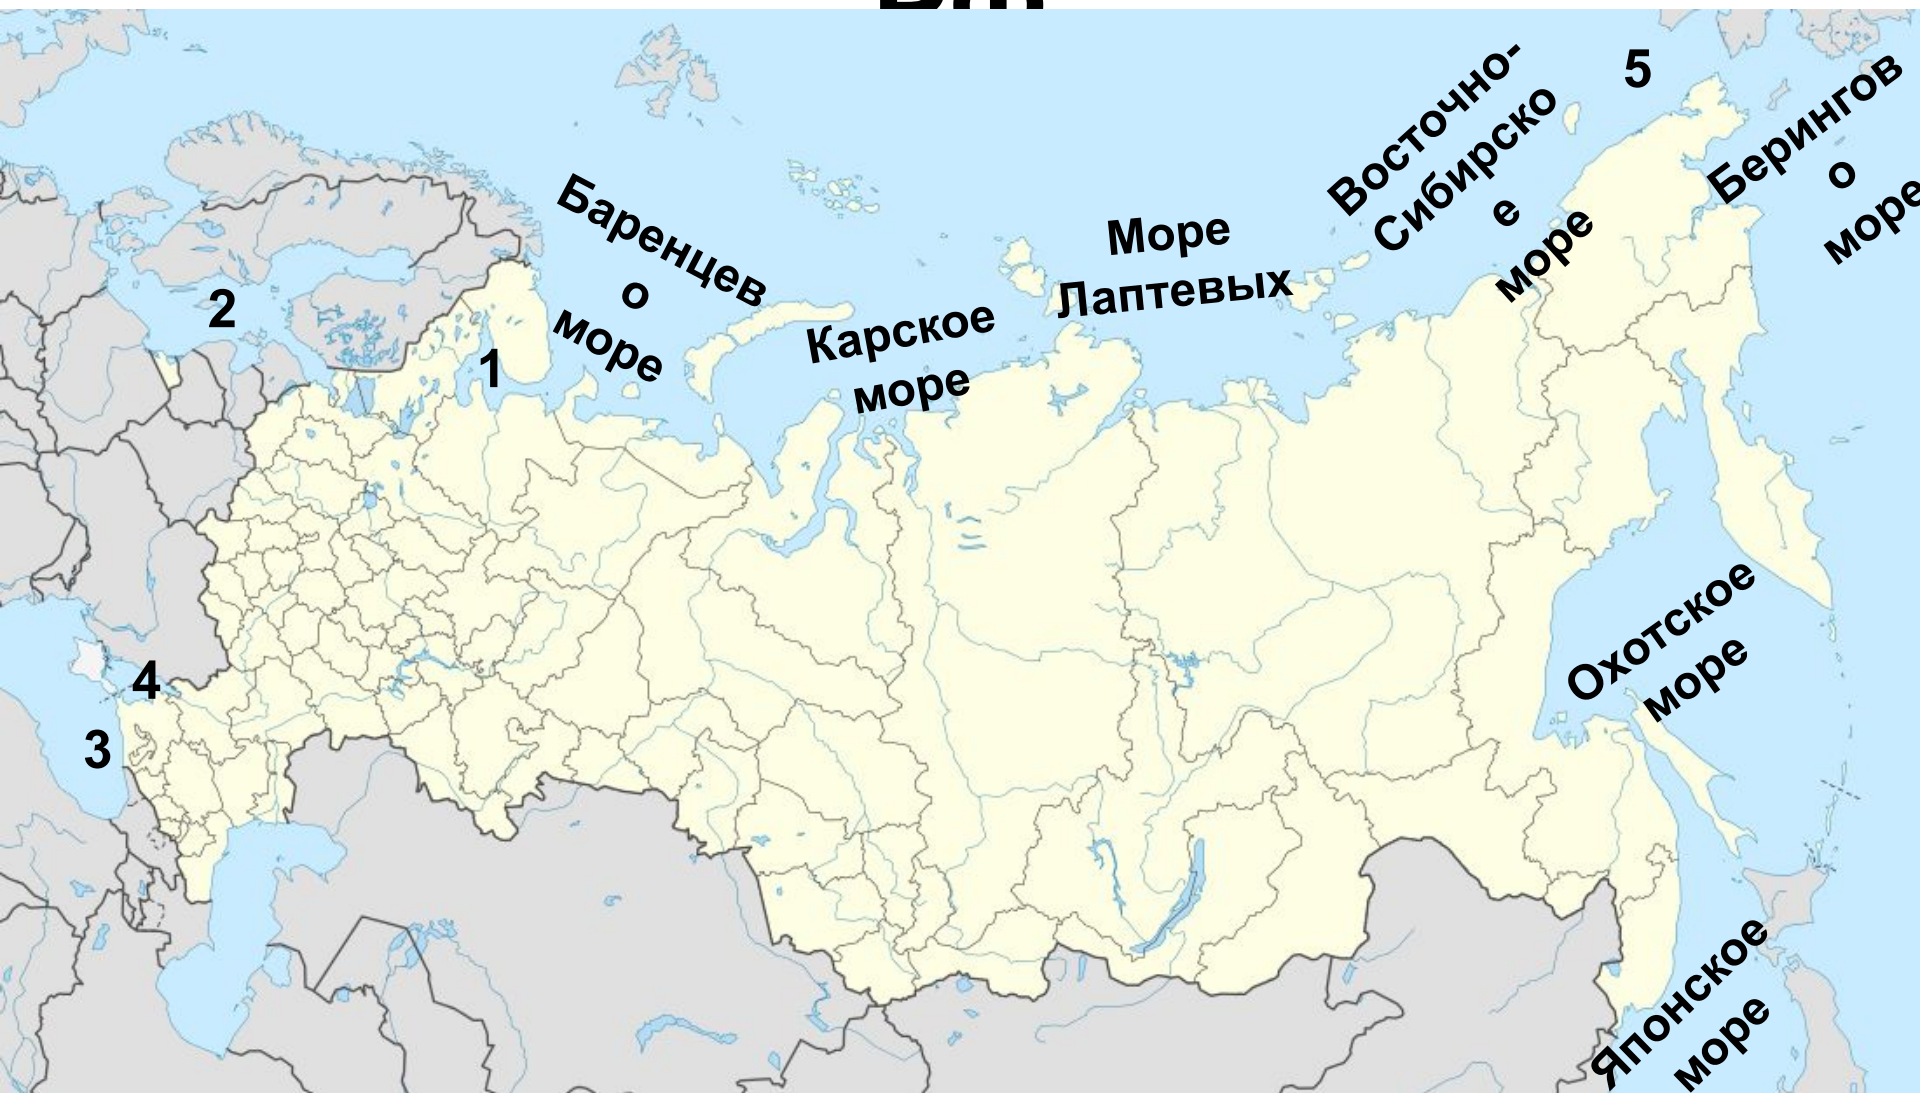 5
Восточно-
Сибирско
е
море
Берингов
о
море
Баренцев
о
море
Море
Лаптевых
Карское
море
2
1
4
3
Охотское
море
Японское
море